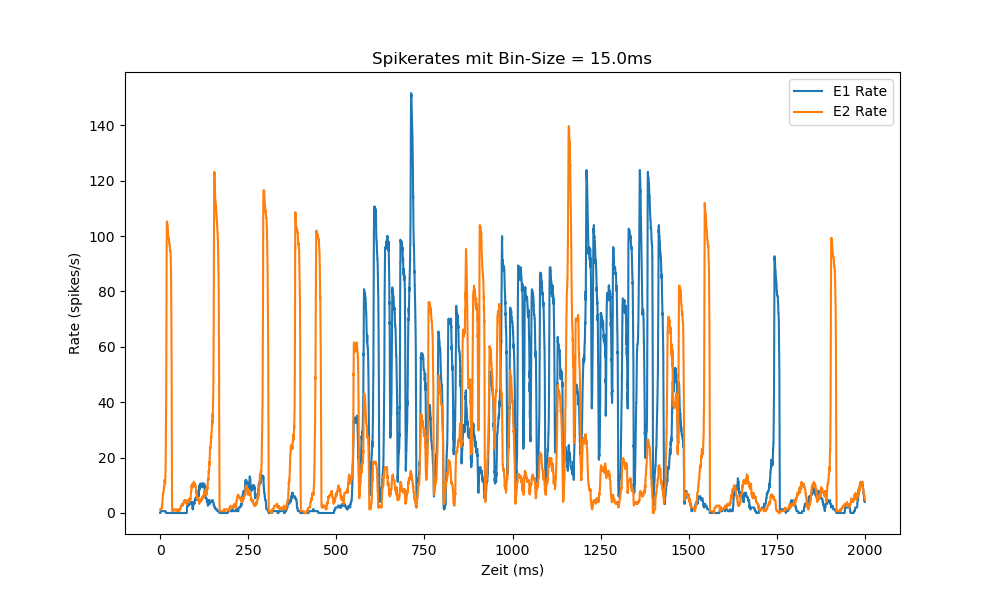 Spikerates mit Bin-Size = 15.0ms
E1 Rate
E2 Rate
Rate (spikes/s)
140
120
100
80
60
40
20
0
0 250 500 750 1000 1250 1500 1750 2000
Zeit (ms)